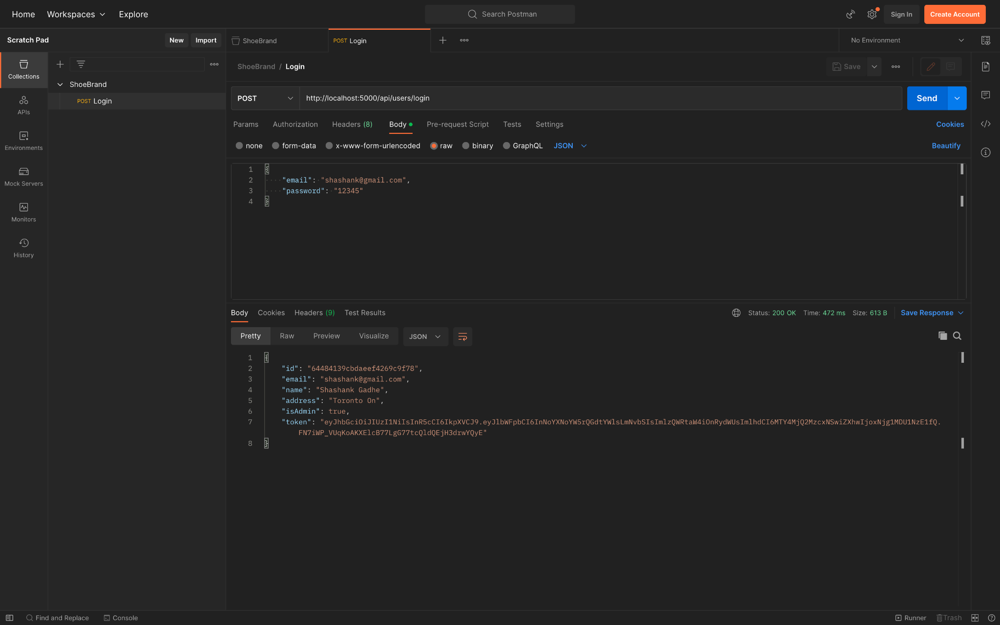 Home Workspaces Explore Search Postman Sign In Create Account
Scratch Pad New Import ShoeBrand POST Login No Environment
Collections
ShoeBrand
POST Login
APIs
Environments
Mock Servers
Monitors
History
ShoeBrand / Login Save
POST http://localhost:5000/api/users/login Send
Params Authorization Headers (8) Body Pre-request Script Tests Settings Cookies
none form-data x-www-form-urlencoded raw binary GraphQL JSON Beautify
1 {
2 "email": "shashank@gmail.com",
3 "password": "12345"
4 }
Body Cookies Headers (9) Test Results Status: 200 OK Time: 472 ms Size: 613 B Save Response
Pretty Raw Preview Visualize JSON
1 {
2 "id": "64484139cbdaeef4269c9f78",
3 "email": "shashank@gmail.com",
4 "name": "Shashank Gadhe",
5 "address": "Toronto On",
6 "isAdmin": true,
7 "token": "eyJhbGciOiJIUzI1NiIsInR5cCI6IkpXVCJ9.eyJlbWFpbCI6InNoYXNoYW5rQGdtYWlsLmNvbSIsImlzQWRtaW4iOnRydWUsImlhdCI6MTY4MjQ2MzcxNSwiZXhwIjoxNjg1MDU1NzE1fQ.
FN7iWP_VUqKoAKXElcB77LgG77tcQldQEjH3drwYQyE"
8 }
Find and Replace Console Runner Trash